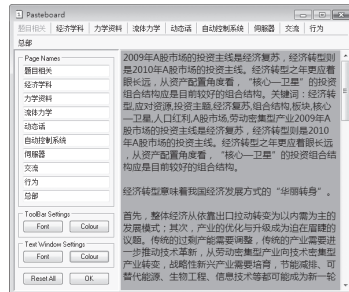 Pasteboard
题目相关 经济学科 力学资料 流体力学 动态话 自动控制系统 伺服器 交流 行为
总部
Page Names
题目相关
经济学科
力学资料
流体力学
动态话
自动控制系统
伺服器
交流
行为
总部
ToolBar Settings
Font Colour
Text Window Settings
Font Colour
Reset All OK
2009年A股市场的投资主线是经济复苏，经济转型则
是2010年A股市场的投资主线。经济转型之年更应着
眼长远，从资产配置角度看，“核心—卫星”的投资
组合结构应是目前较好的组合结构。关键词：经济转
型,应对资源,投资主题,经济复苏,组合结构,板块,核心
—卫星,人口红利,A股市场,劳动密集型产业2009年A
股市场的投资主线是经济复苏，经济转型则是2010
年A股市场的投资主线。经济转型之年更应着眼长远
，从资产配置角度看，“核心—卫星”的投资组合结
构应是目前较好的组合结构。
经济转型意味着我国经济发展方式的“华丽转身”。
首先，整体经济从依靠出口拉动转变为以内需为主的
发展模式；其次，产业的优化与升级成为迫在眉睫的
议题。传统的过剩产能需要调整，传统的产业需要进
一步推动技术革新，从劳动密集型产业向技术密集型
产业转变，战略性新兴产业需要培育，节能减排、可
替代能源、生物工程、信息技术等都可能成为新一轮